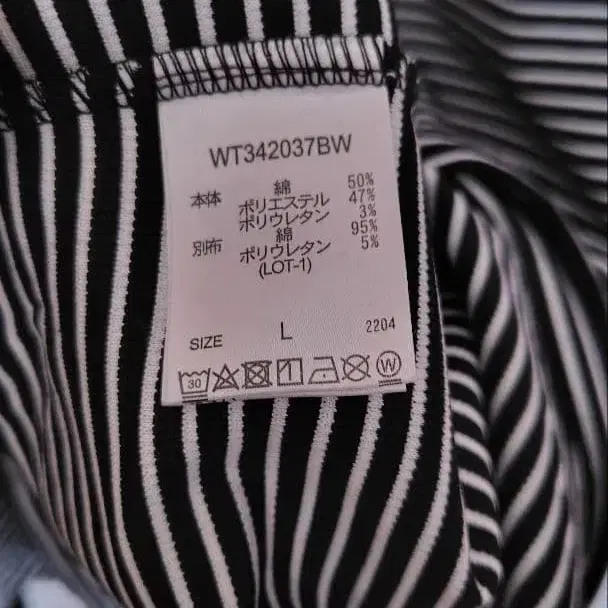 WT342037BW
本体 綿 50%
ポリエステル 47%
ポリウレタン 3%
別布 綿 95%
ポリウレタン 5%
(LOT-1)
SIZE L 2204
30 W